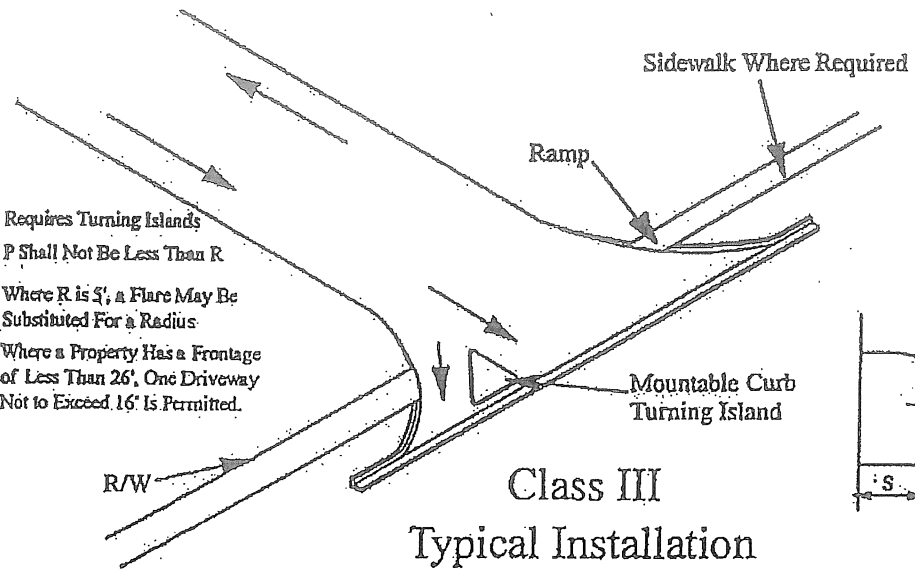 Sidewalk Where Required
Ramp
Requires Turning Islands
P Shall Not Be Less Than R
Where R is 5', a Flare May Be
Substituted For a Radius
Where a Property Has a Frontage
of Less Than 26', One Driveway
Not to Exceed 16' Is Permitted.
Mountable Curb
Turning Island
R/W
S
Class III
Typical Installation